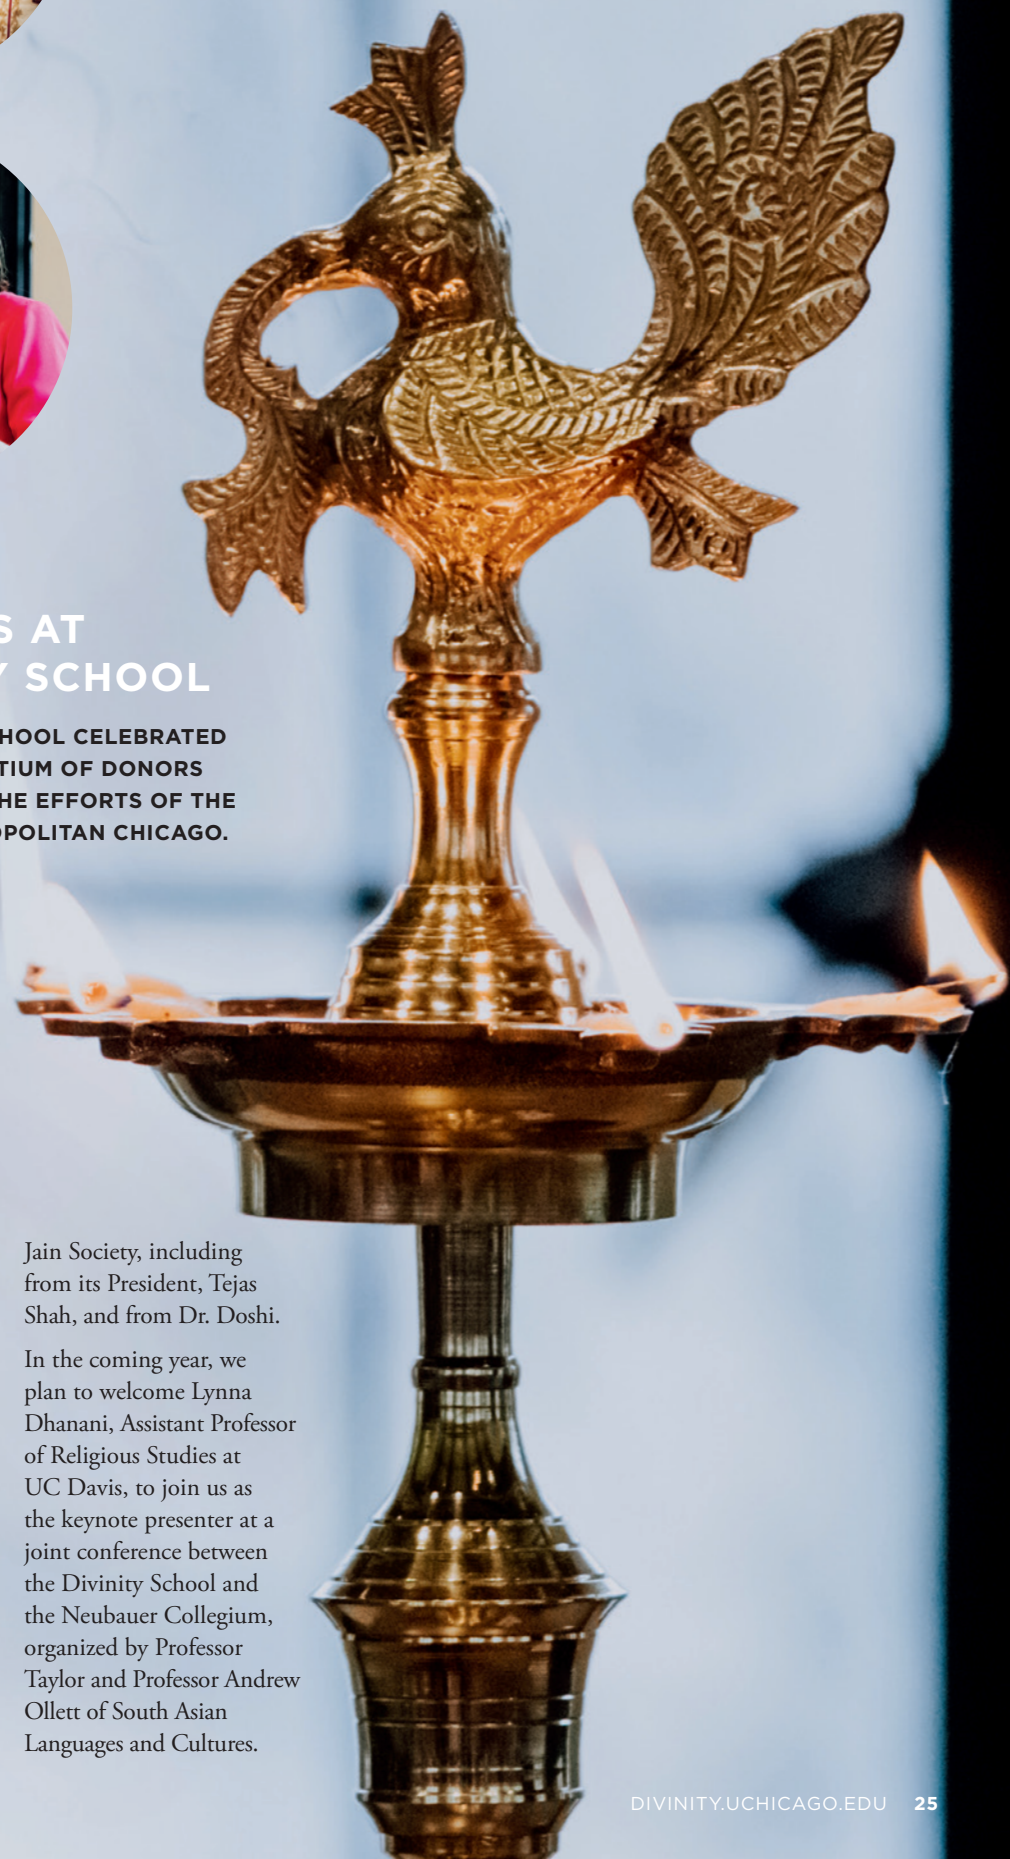 S AT
Y SCHOOL
HOOL CELEBRATED
TIUM OF DONORS
HE EFFORTS OF THE
OPOLITAN CHICAGO.
Jain Society, including
from its President, Tejas
Shah, and from Dr. Doshi.
In the coming year, we
plan to welcome Lynna
Dhanani, Assistant Professor
of Religious Studies at
UC Davis, to join us as
the keynote presenter at a
joint conference between
the Divinity School and
the Neubauer Collegium,
organized by Professor
Taylor and Professor Andrew
Ollett of South Asian
Languages and Cultures.
DIVINITY.UCHICAGO.EDU 25